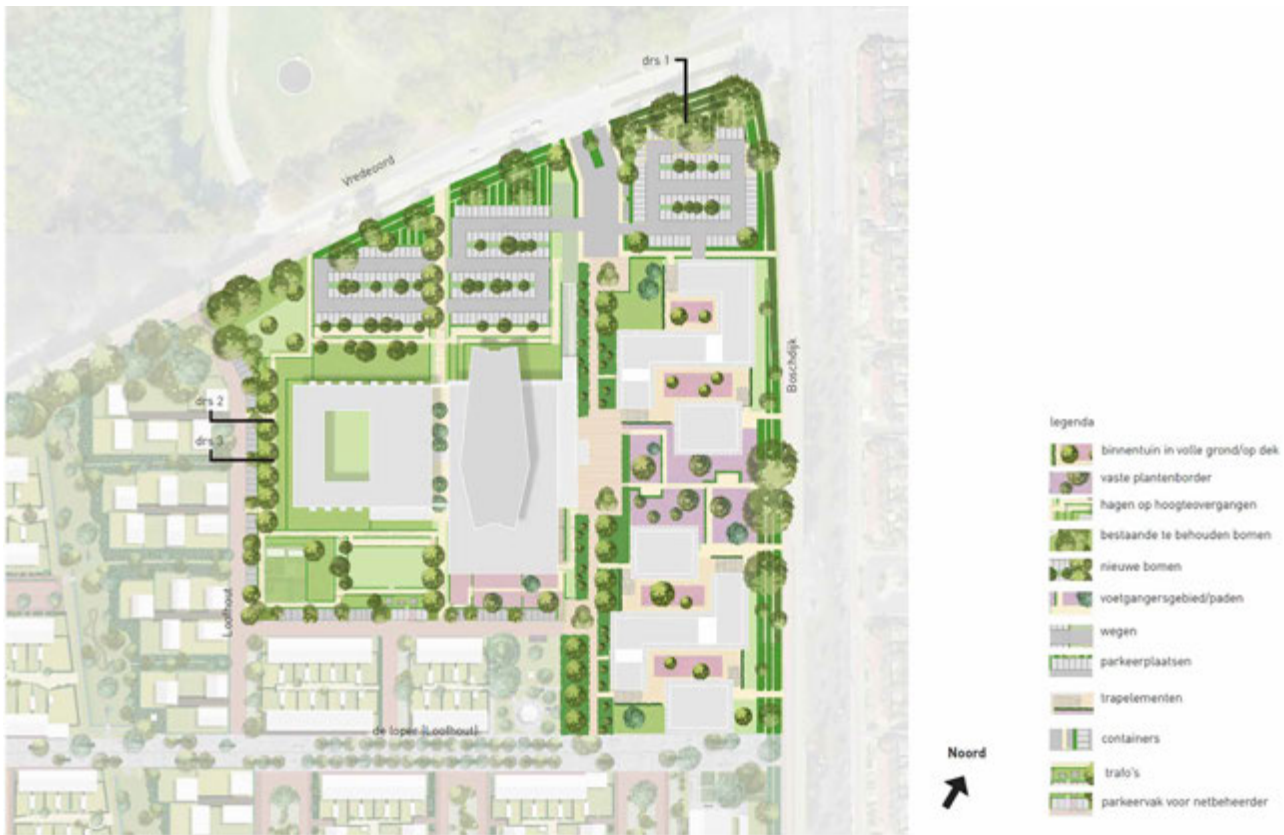 drs 1
Vredeoord
Boschdijk
drs 2
drs 3
Loofhout
de loper (Loofhout)
Noord
legenda
binnentuin in volle grond/op dek
vaste plantenborder
hagen op hoogteovergangen
bestaande te behouden bomen
nieuwe bomen
voetgangersgebied/paden
wegen
parkeerplaatsen
trapelementen
containers
trafo's
parkeervak voor netbeheerder